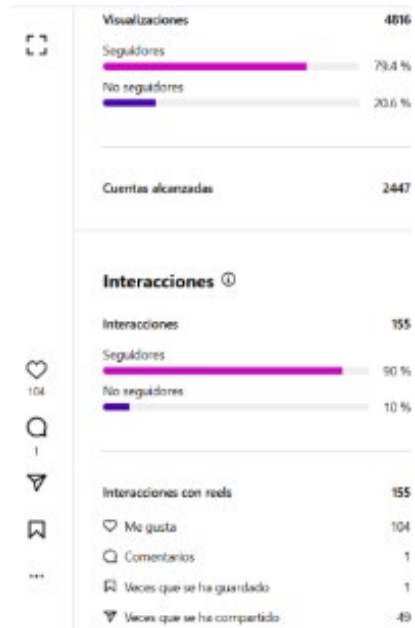 Visualizaciones 4816
Seguidores
79.4 %
No seguidores
20.6 %
Cuentas alcanzadas 2447
Interacciones
Interacciones 155
Seguidores
90 %
No seguidores
10 %
104
1
Interacciones con reels 155
Me gusta 104
Comentarios 1
Veces que se ha guardado 1
Veces que se ha compartido 49